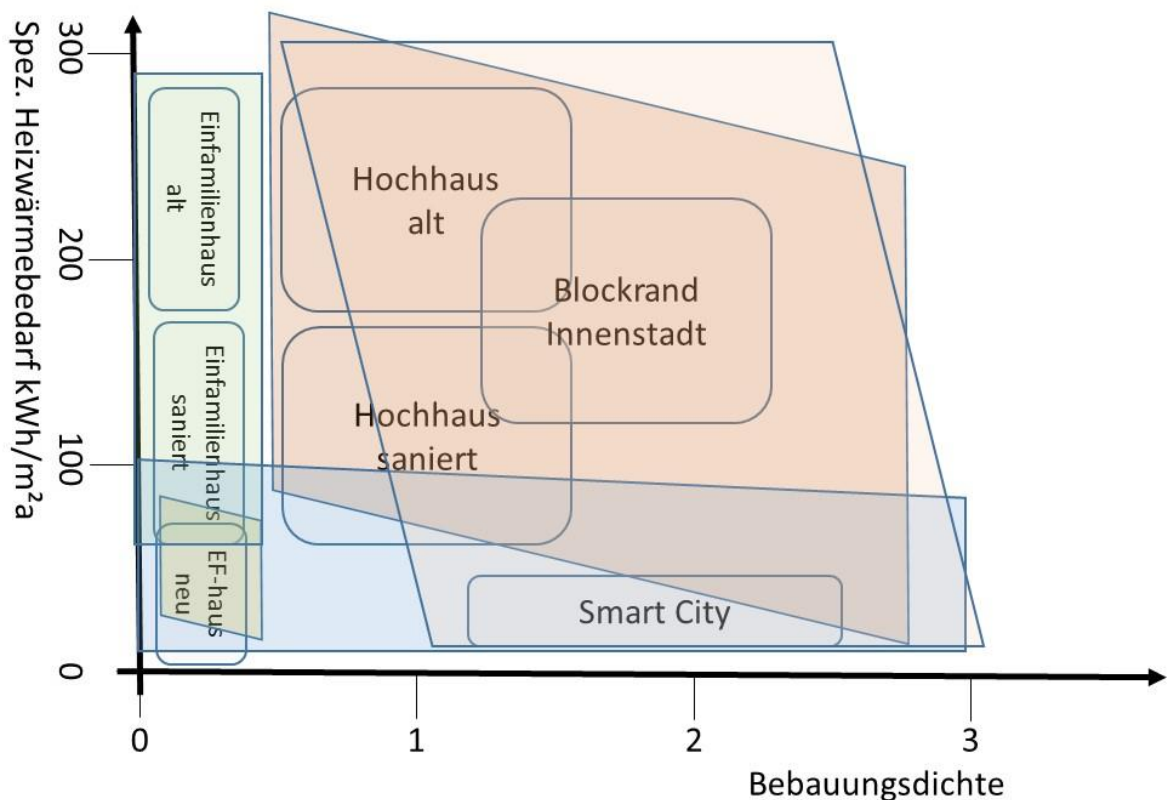 Spez. Heizwärmebedarf kWh/m²a
300
200
100
0
Einfamilienhaus
alt
Einfamilienhaus
saniert
EF-haus
neu
Hochhaus
alt
Hochhaus
saniert
Blockrand
Innenstadt
Smart City
0
1
2
3
Bebauungsdichte